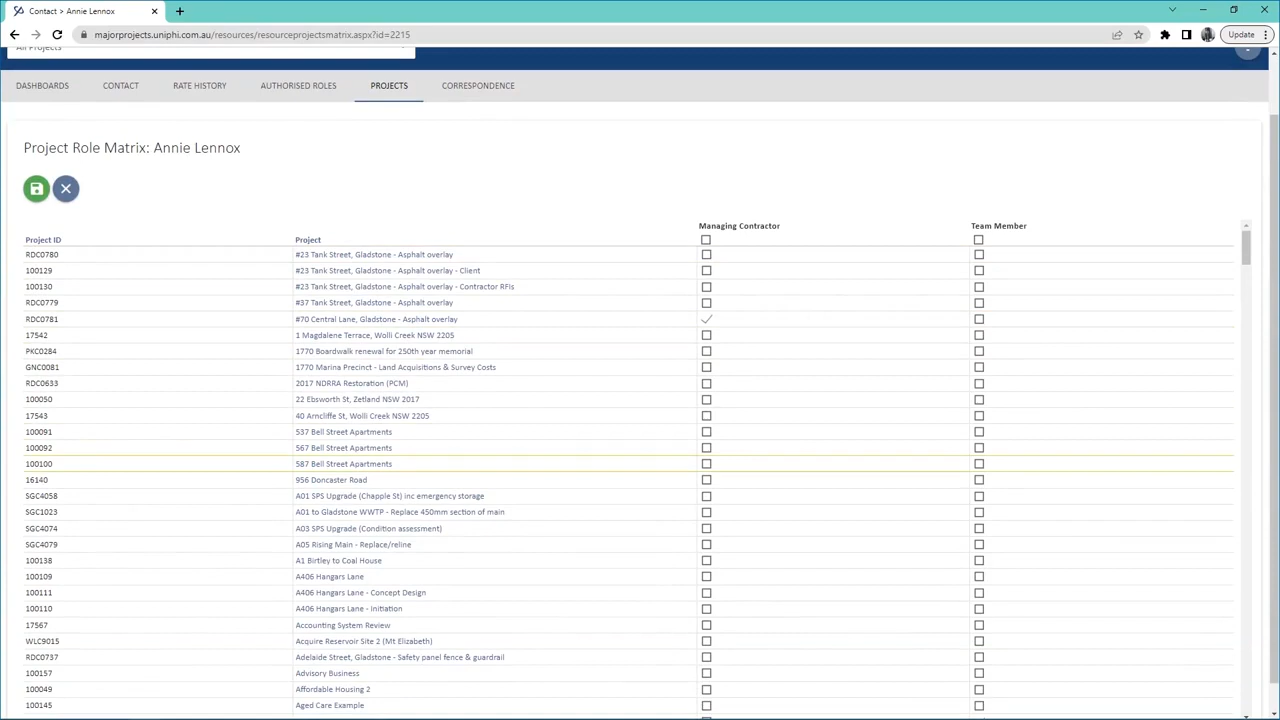 Contact > Annie Lennox
majorprojects.uniphi.com.au/resources/resourceprojectsmatrix.aspx?id=2215
Update
All Projects
DASHBOARDS CONTACT RATE HISTORY AUTHORISED ROLES PROJECTS CORRESPONDENCE
Project Role Matrix: Annie Lennox
Managing Contractor Team Member
Project ID Project
RDC0780 #23 Tank Street, Gladstone - Asphalt overlay
100129 #23 Tank Street, Gladstone - Asphalt overlay - Client
100130 #23 Tank Street, Gladstone - Asphalt overlay - Contractor RFIs
RDC0779 #37 Tank Street, Gladstone - Asphalt overlay
RDC0781 #70 Central Lane, Gladstone - Asphalt overlay
17542 1 Magdalene Terrace, Wolli Creek NSW 2205
PKC0284 1770 Boardwalk renewal for 250th year memorial
GNC0081 1770 Marina Precinct - Land Acquisitions & Survey Costs
RDC0633 2017 NDRRA Restoration (PCM)
100050 22 Ebsworth St, Zetland NSW 2017
17543 40 Arncliffe St, Wolli Creek NSW 2205
100091 537 Bell Street Apartments
100092 567 Bell Street Apartments
100100 587 Bell Street Apartments
16140 956 Doncaster Road
SGC4058 A01 SPS Upgrade (Chapple St) inc emergency storage
SGC1023 A01 to Gladstone WWTP - Replace 450mm section of main
SGC4074 A03 SPS Upgrade (Condition assessment)
SGC4079 A05 Rising Main - Replace/reline
100138 A1 Birtley to Coal House
100109 A406 Hangars Lane
100111 A406 Hangars Lane - Concept Design
100110 A406 Hangars Lane - Initiation
17567 Accounting System Review
WLC9015 Acquire Reservoir Site 2 (Mt Elizabeth)
RDC0737 Adelaide Street, Gladstone - Safety panel fence & guardrail
100157 Advisory Business
100049 Affordable Housing 2
100145 Aged Care Example